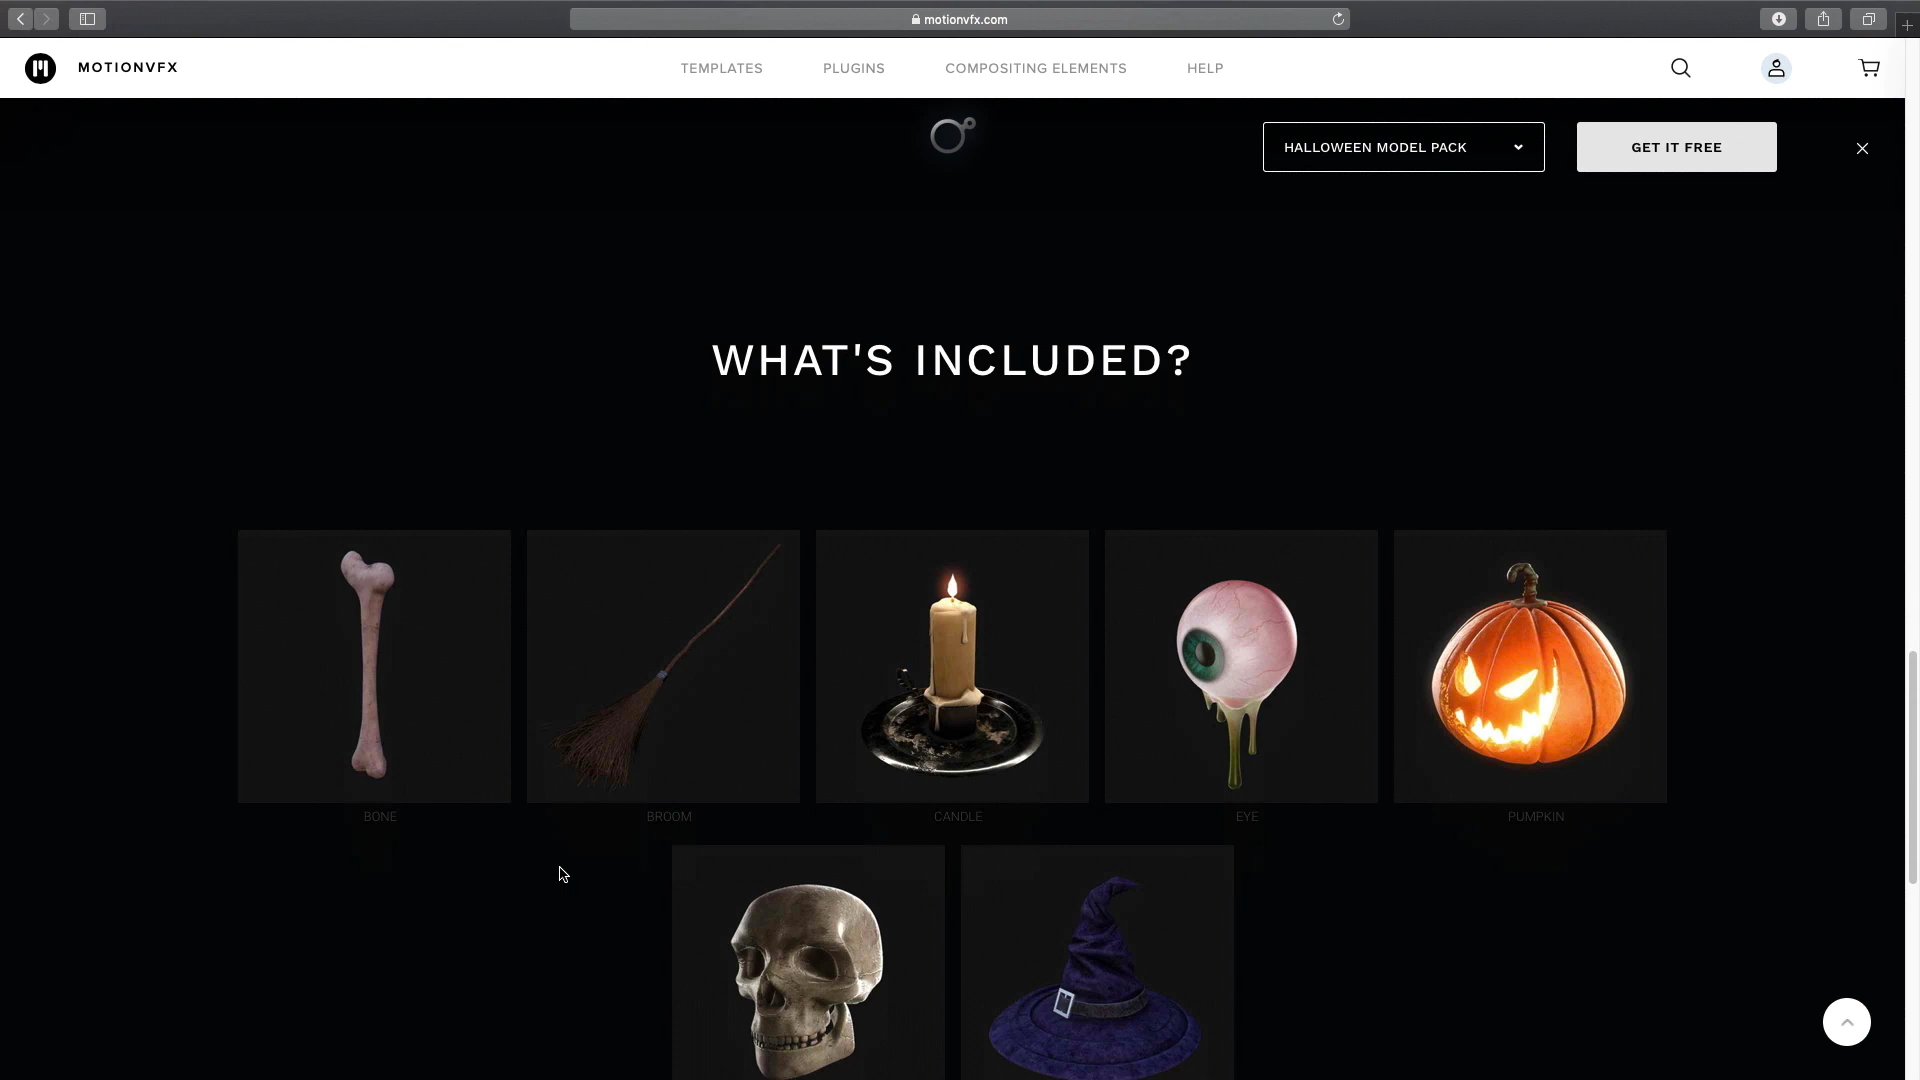 motionvfx.com
MOTIONVFX
TEMPLATES
PLUGINS
COMPOSITING ELEMENTS
HELP
HALLOWEEN MODEL PACK
GET IT FREE
WHAT'S INCLUDED?
BONE
BROOM
CANDLE
EYE
PUMPKIN